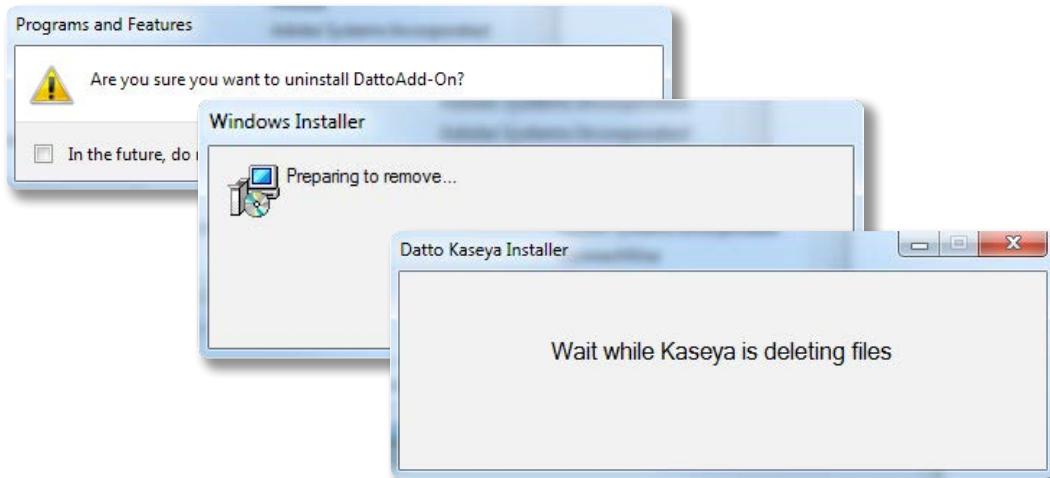 Programs and Features
Are you sure you want to uninstall DattoAdd-On?
In the future, do
Windows Installer
Preparing to remove...
Datto Kaseya Installer
Wait while Kaseya is deleting files